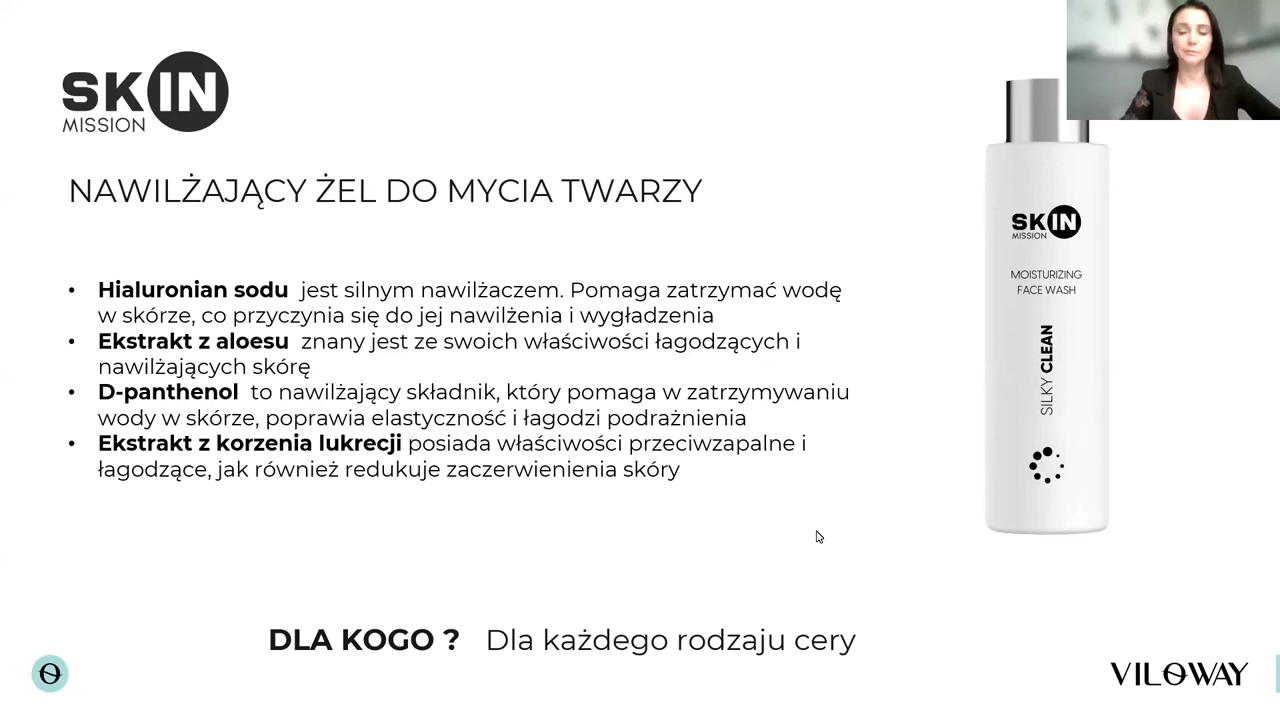 SKIN
MISSION
NAWILŻAJĄCY ŻEL DO MYCIA TWARZY
• Hialuronian sodu jest silnym nawilżaczem. Pomaga zatrzymać wodę
w skórze, co przyczynia się do jej nawilżenia i wygładzenia
• Ekstrakt z aloesu znany jest ze swoich właściwości łagodzących i
nawilżających skórę
• D-panthenol to nawilżający składnik, który pomaga w zatrzymywaniu
wody w skórze, poprawia elastyczność i łagodzi podrażnienia
• Ekstrakt z korzenia lukrecji posiada właściwości przeciwzapalne i
łagodzące, jak również redukuje zaczerwienienia skóry
SKIN
MISSION
MOISTURIZING
FACE WASH
SILKY CLEAN
DLA KOGO ? Dla każdego rodzaju cery
VILOWAY